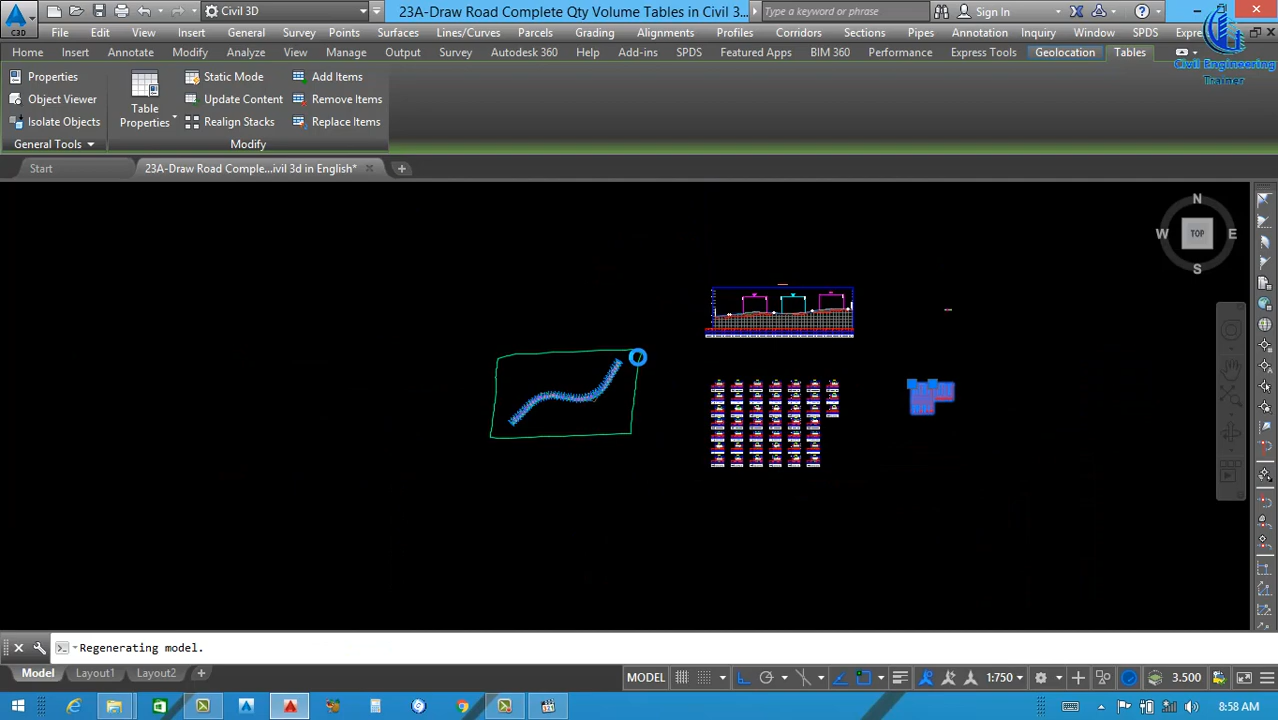 Civil 3D
23A-Draw Road Complete Qty Volume Tables in Civil 3...
Type a keyword or phrase
Sign In
C3D
File Edit View Insert General Survey Points Surfaces Lines/Curves Parcels Grading Alignments Profiles Corridors Sections Pipes Annotation Inquiry Window SPDS Expre
Home Insert Annotate Modify Analyze View Manage Output Survey Autodesk 360 Help Add-ins SPDS Featured Apps BIM 360 Performance Express Tools Geolocation Tables
Civil Engineering
Trainer
Properties
Object Viewer
Isolate Objects
General Tools
Table
Properties
Static Mode
Update Content
Realign Stacks
Add Items
Remove Items
Replace Items
Modify
Start
23A-Draw Road Comple...ivil 3d in English*
N
W TOP E
S
Regenerating model.
Model Layout1 Layout2
MODEL 1:750 3.500
8:58 AM